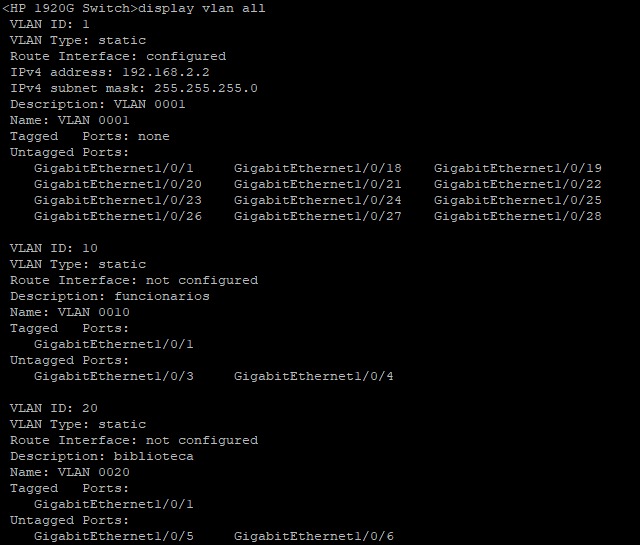 <HP 1920G Switch>display vlan all
VLAN ID: 1
VLAN Type: static
Route Interface: configured
IPv4 address: 192.168.2.2
IPv4 subnet mask: 255.255.255.0
Description: VLAN 0001
Name: VLAN 0001
Tagged   Ports: none
Untagged Ports:
GigabitEthernet1/0/1     GigabitEthernet1/0/18    GigabitEthernet1/0/19
GigabitEthernet1/0/20    GigabitEthernet1/0/21    GigabitEthernet1/0/22
GigabitEthernet1/0/23    GigabitEthernet1/0/24    GigabitEthernet1/0/25
GigabitEthernet1/0/26    GigabitEthernet1/0/27    GigabitEthernet1/0/28
VLAN ID: 10
VLAN Type: static
Route Interface: not configured
Description: funcionarios
Name: VLAN 0010
Tagged   Ports:
GigabitEthernet1/0/1
Untagged Ports:
GigabitEthernet1/0/3     GigabitEthernet1/0/4
VLAN ID: 20
VLAN Type: static
Route Interface: not configured
Description: biblioteca
Name: VLAN 0020
Tagged   Ports:
GigabitEthernet1/0/1
Untagged Ports:
GigabitEthernet1/0/5     GigabitEthernet1/0/6